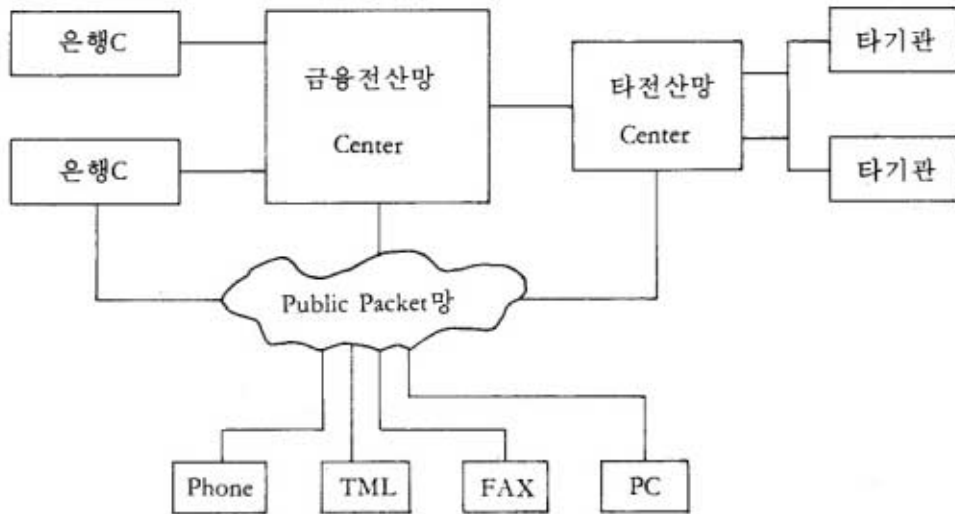 은행C
금융전산망
Center
타전산망
Center
타기관
은행C
타기관
Public Packet망
Phone
TML
FAX
PC